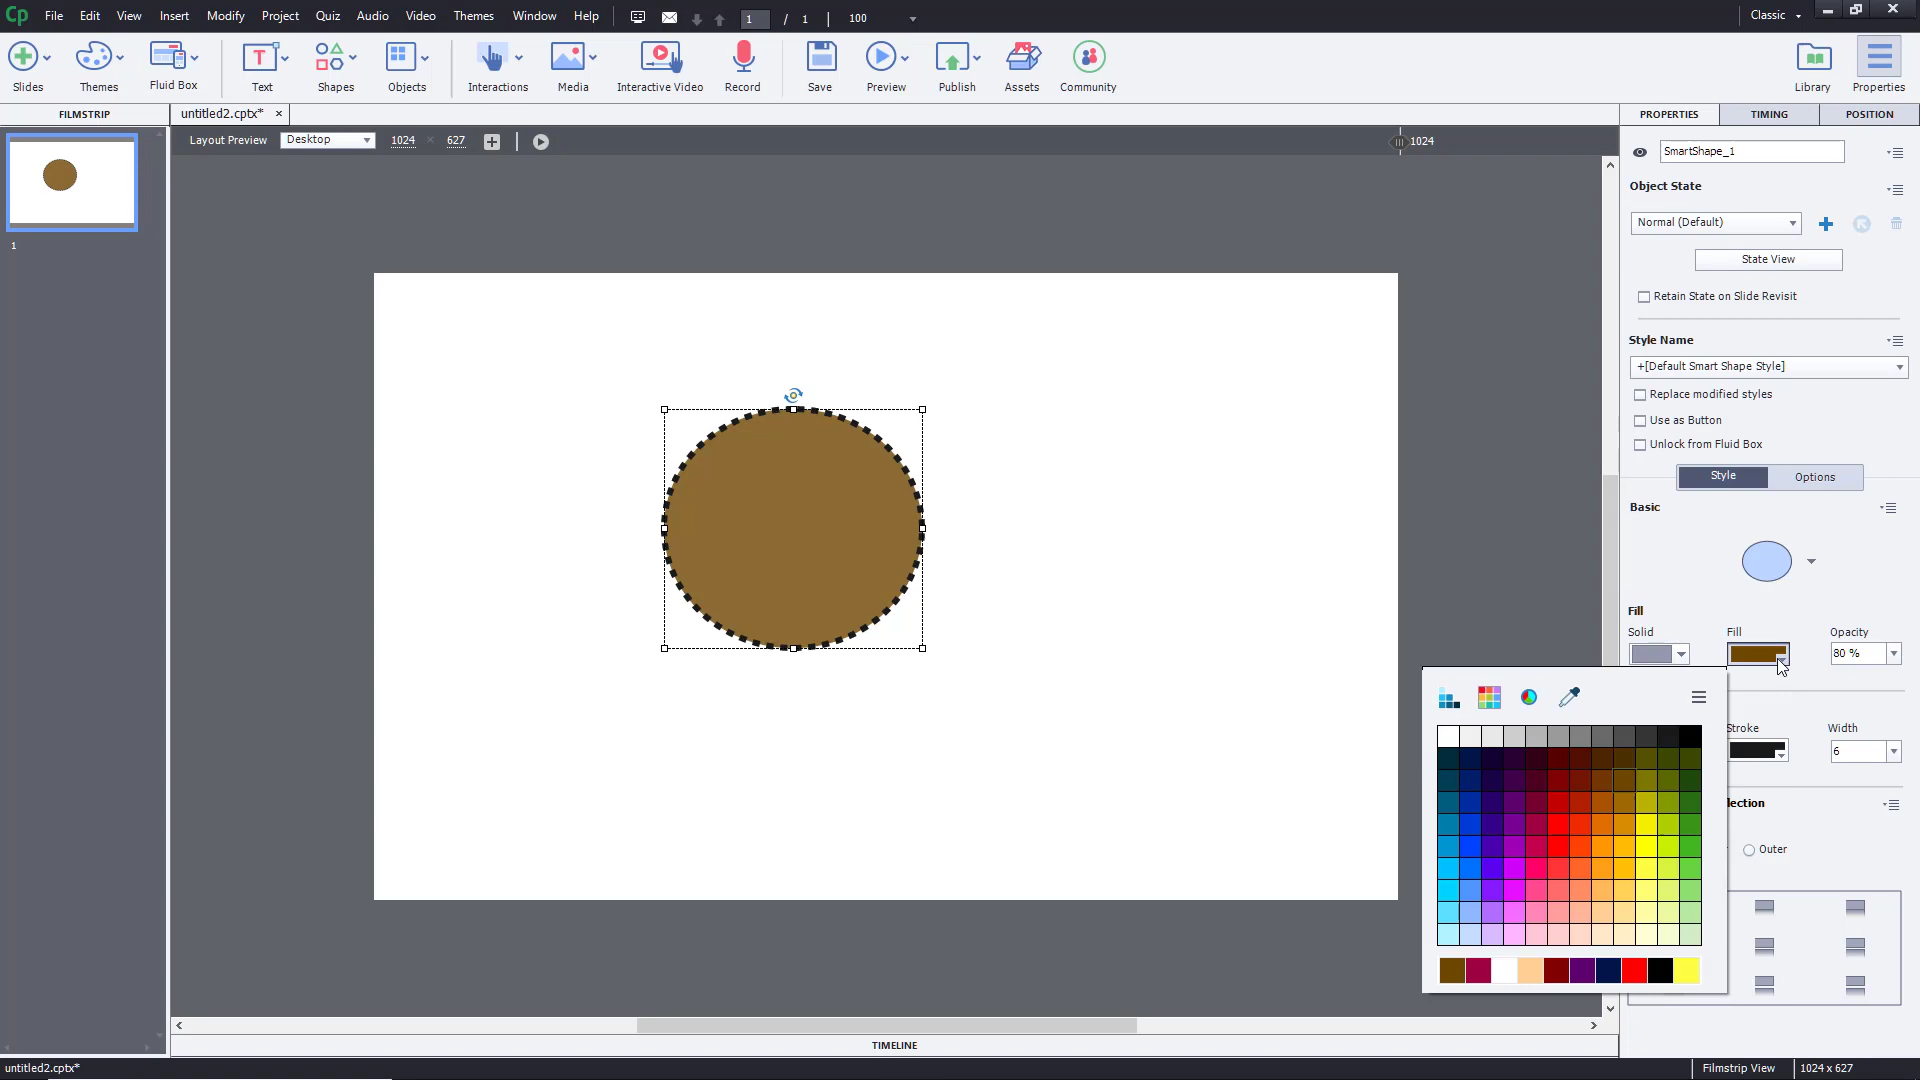 Cp File Edit View Insert Modify Project Quiz Audio Video Themes Window Help 1 / 1 100 Classic
Slides Themes Fluid Box Text Shapes Objects Interactions Media Interactive Video Record Save Preview Publish Assets Community Library Properties
FILMSTRIP untitled2.cptx* × PROPERTIES TIMING POSITION
Layout Preview Desktop 1024 × 627 1024
SmartShape_1
Object State
Normal (Default)
State View
Retain State on Slide Revisit
1
Style Name
+[Default Smart Shape Style]
Replace modified styles
Use as Button
Unlock from Fluid Box
Style Options
Basic
Fill
Solid Fill Opacity
80 %
Stroke Width
6
lection
Outer
TIMELINE
untitled2.cptx* Filmstrip View 1024 x 627